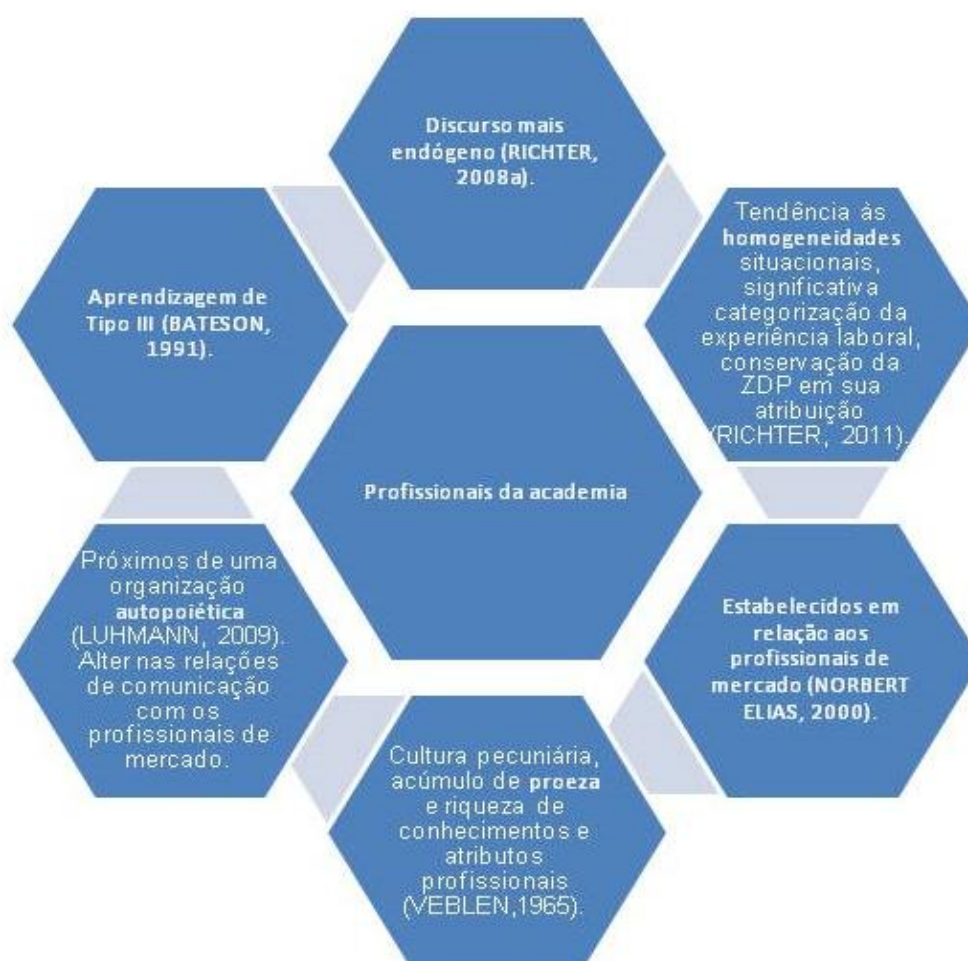 Discurso mais
endógeno (RICHTER,
2008a).
Tendência às
homogeneidades
situacionais,
significativa
categorização da
experiência laboral,
conservação da
ZDP em sua
atribuição
(RICHTER, 2011).
Estabelecidos em
relação aos
profissionais de
mercado (NORBERT
ELIAS, 2000).
Cultura pecuniária,
acúmulo de proeza
e riqueza de
conhecimentos e
atributos
profissionais
(VEBLEN,1965).
Próximos de uma
organização
autopoiética
(LUHMANN, 2009).
Alter nas relações
de comunicação
com os
profissionais de
mercado.
Aprendizagem de
Tipo III (BATESON,
1991).
Profissionais da academia